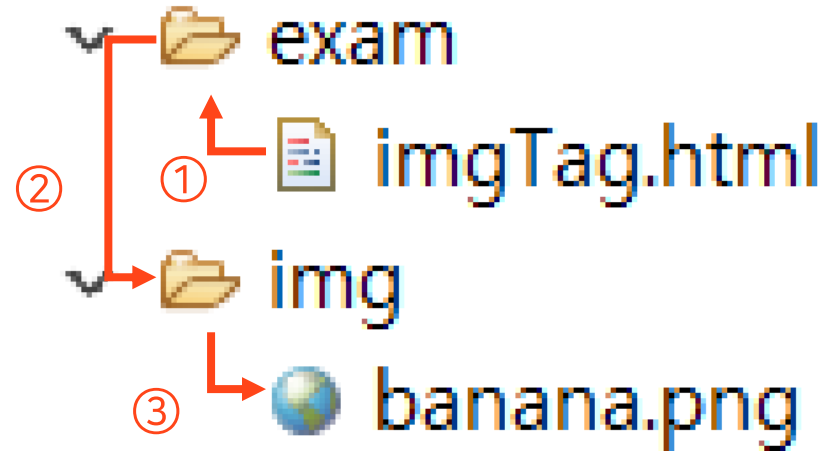 exam
① imgTag.html
②
img
③ banana.png